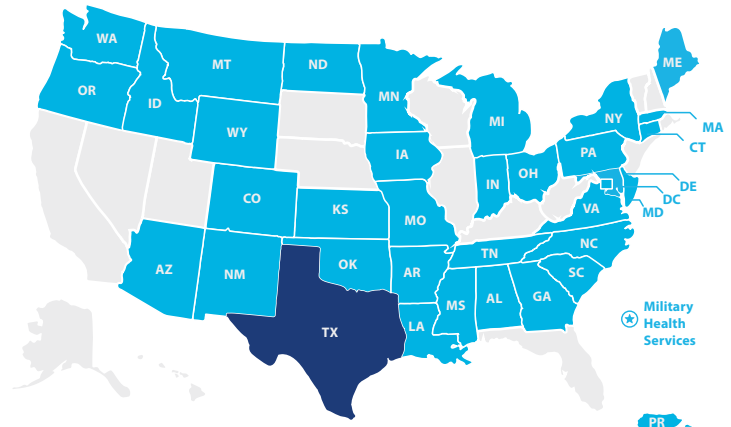 WA
MT
ND
ME
OR
ID
MN
WY
MI
NY
MA
CT
IA
PA
OH
IN
CO
DE
KS
DC
MO
VA
MD
NC
TN
AZ
NM
OK
AR
SC
MS
AL
GA
Military
Health
Services
LA
TX
PR